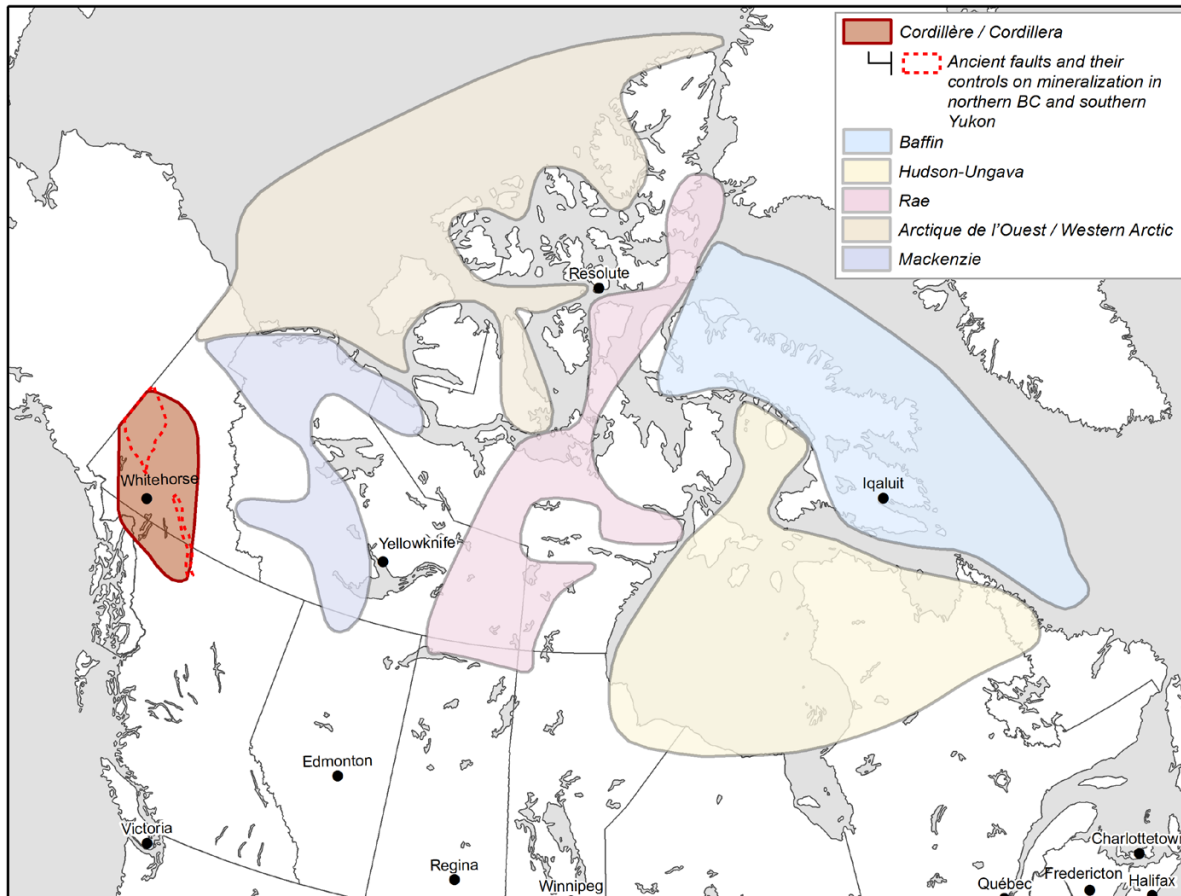 Cordillère / Cordillera
Ancient faults and their
controls on mineralization in
northern BC and southern
Yukon
Baffin
Hudson-Ungava
Rae
Arctique de l'Ouest / Western Arctic
Mackenzie
Resolute
Whitehorse
Iqaluit
Yellowknife
Edmonton
Victoria
Regina
Winnipeg
Charlottetown
Fredericton
Québec
Halifax